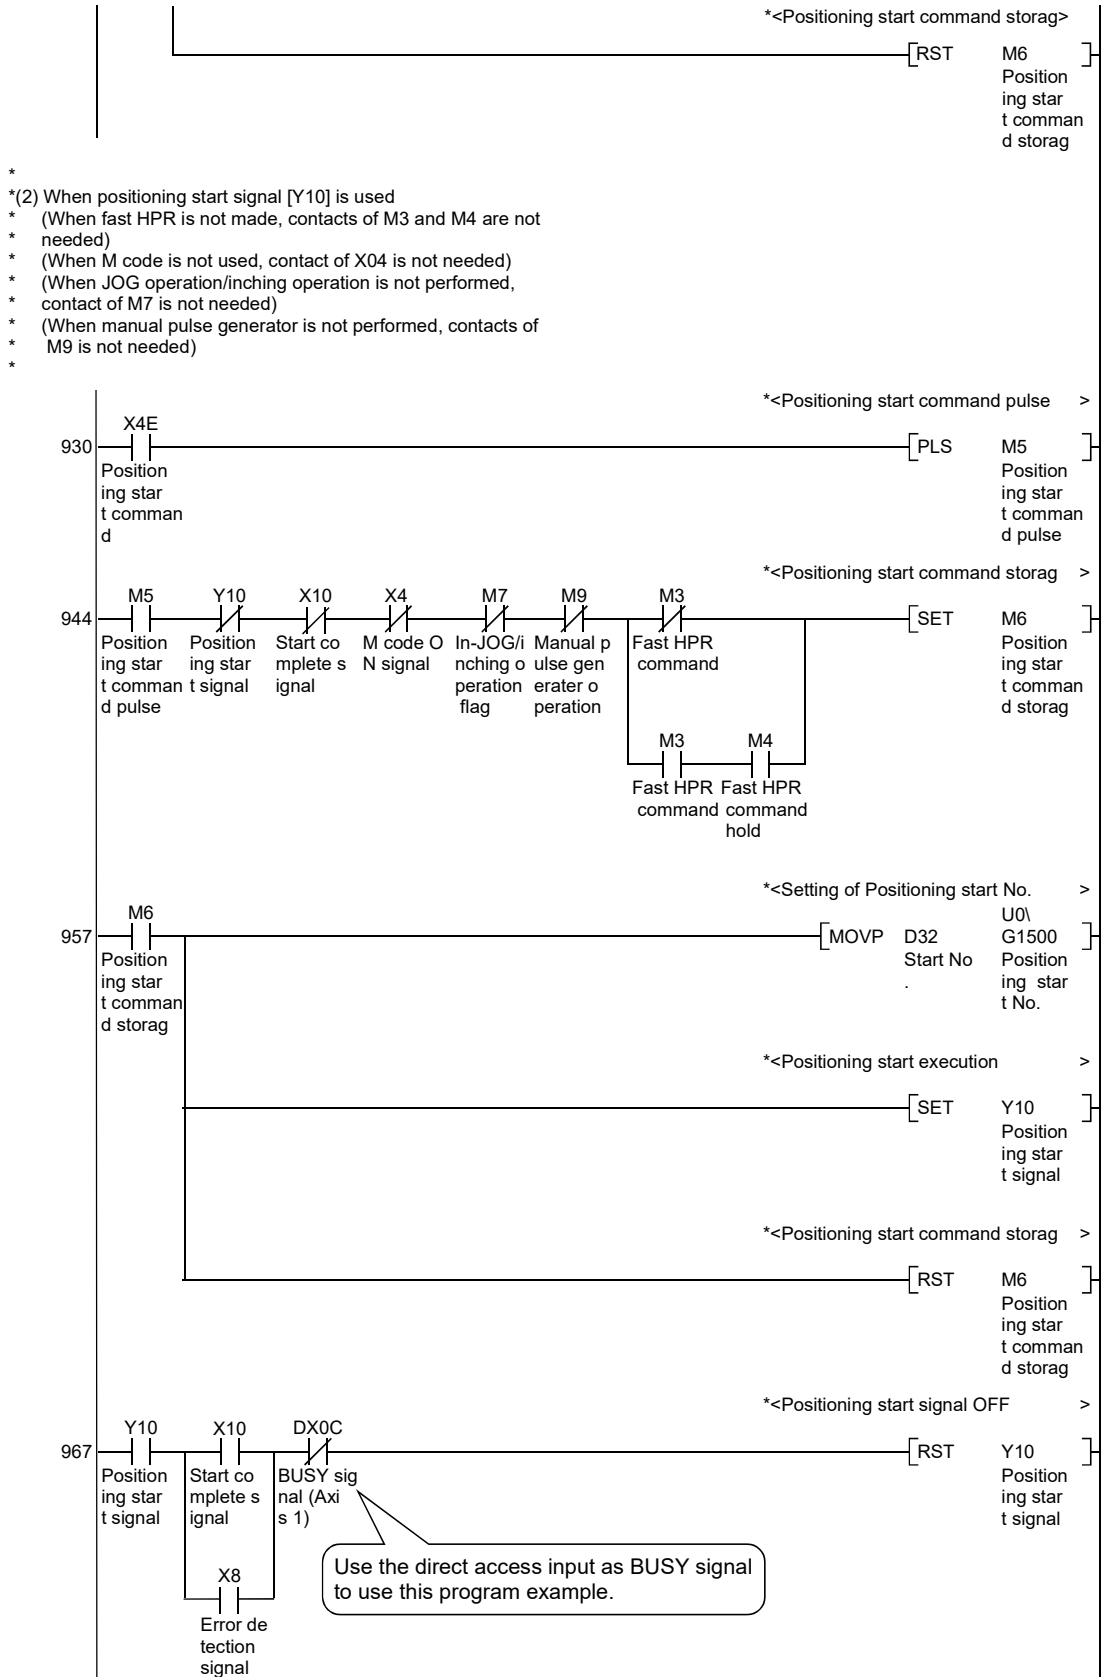 *<Positioning start command storag>
RST M6
Position
ing star
t comman
d storag
*
*(2) When positioning start signal [Y10] is used
* (When fast HPR is not made, contacts of M3 and M4 are not
* needed)
* (When M code is not used, contact of X04 is not needed)
* (When JOG operation/inching operation is not performed,
* contact of M7 is not needed)
* (When manual pulse generator is not performed, contacts of
* M9 is not needed)
*
*<Positioning start command pulse >
X4E
930 PLS M5
Position
ing star
t comman
d
Position
ing star
t comman
d pulse
*<Positioning start command storag >
M5 Y10 X10 X4 M7 M9 M3
944 SET M6
Position
ing star
t comman
d pulse
Position
ing star
t signal
Start co
mplete s
ignal
M code O
N signal
In-JOG/i
nching o
peration
flag
Manual p
ulse gen
erater o
peration
Fast HPR
command
Position
ing star
t comman
d storag
M3 M4
Fast HPR
command
Fast HPR
command
hold
*<Setting of Positioning start No. >
M6 U0\
957 MOVP D32 G1500
Position
ing star
t comman
d storag
Start No
.
Position
ing star
t No.
*<Positioning start execution >
SET Y10
Position
ing star
t signal
*<Positioning start command storag >
RST M6
Position
ing star
t comman
d storag
*<Positioning start signal OFF >
Y10 X10 DX0C
967 RST Y10
Position
ing star
t signal
Start co
mplete s
ignal
BUSY sig
nal (Axi
s 1)
Position
ing star
t signal
Use the direct access input as BUSY signal
to use this program example.
X8
Error de
tection
signal